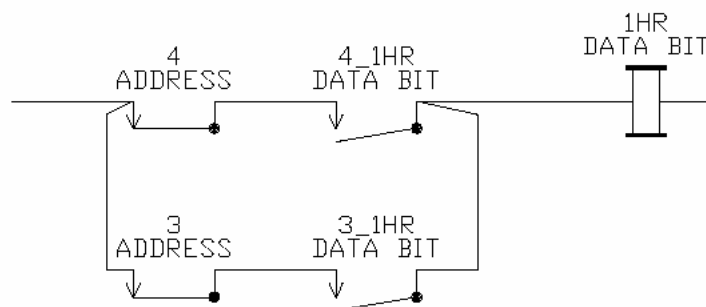 1HR
DATA BIT
4
ADDRESS
4_1HR
DATA BIT
3
ADDRESS
3_1HR
DATA BIT